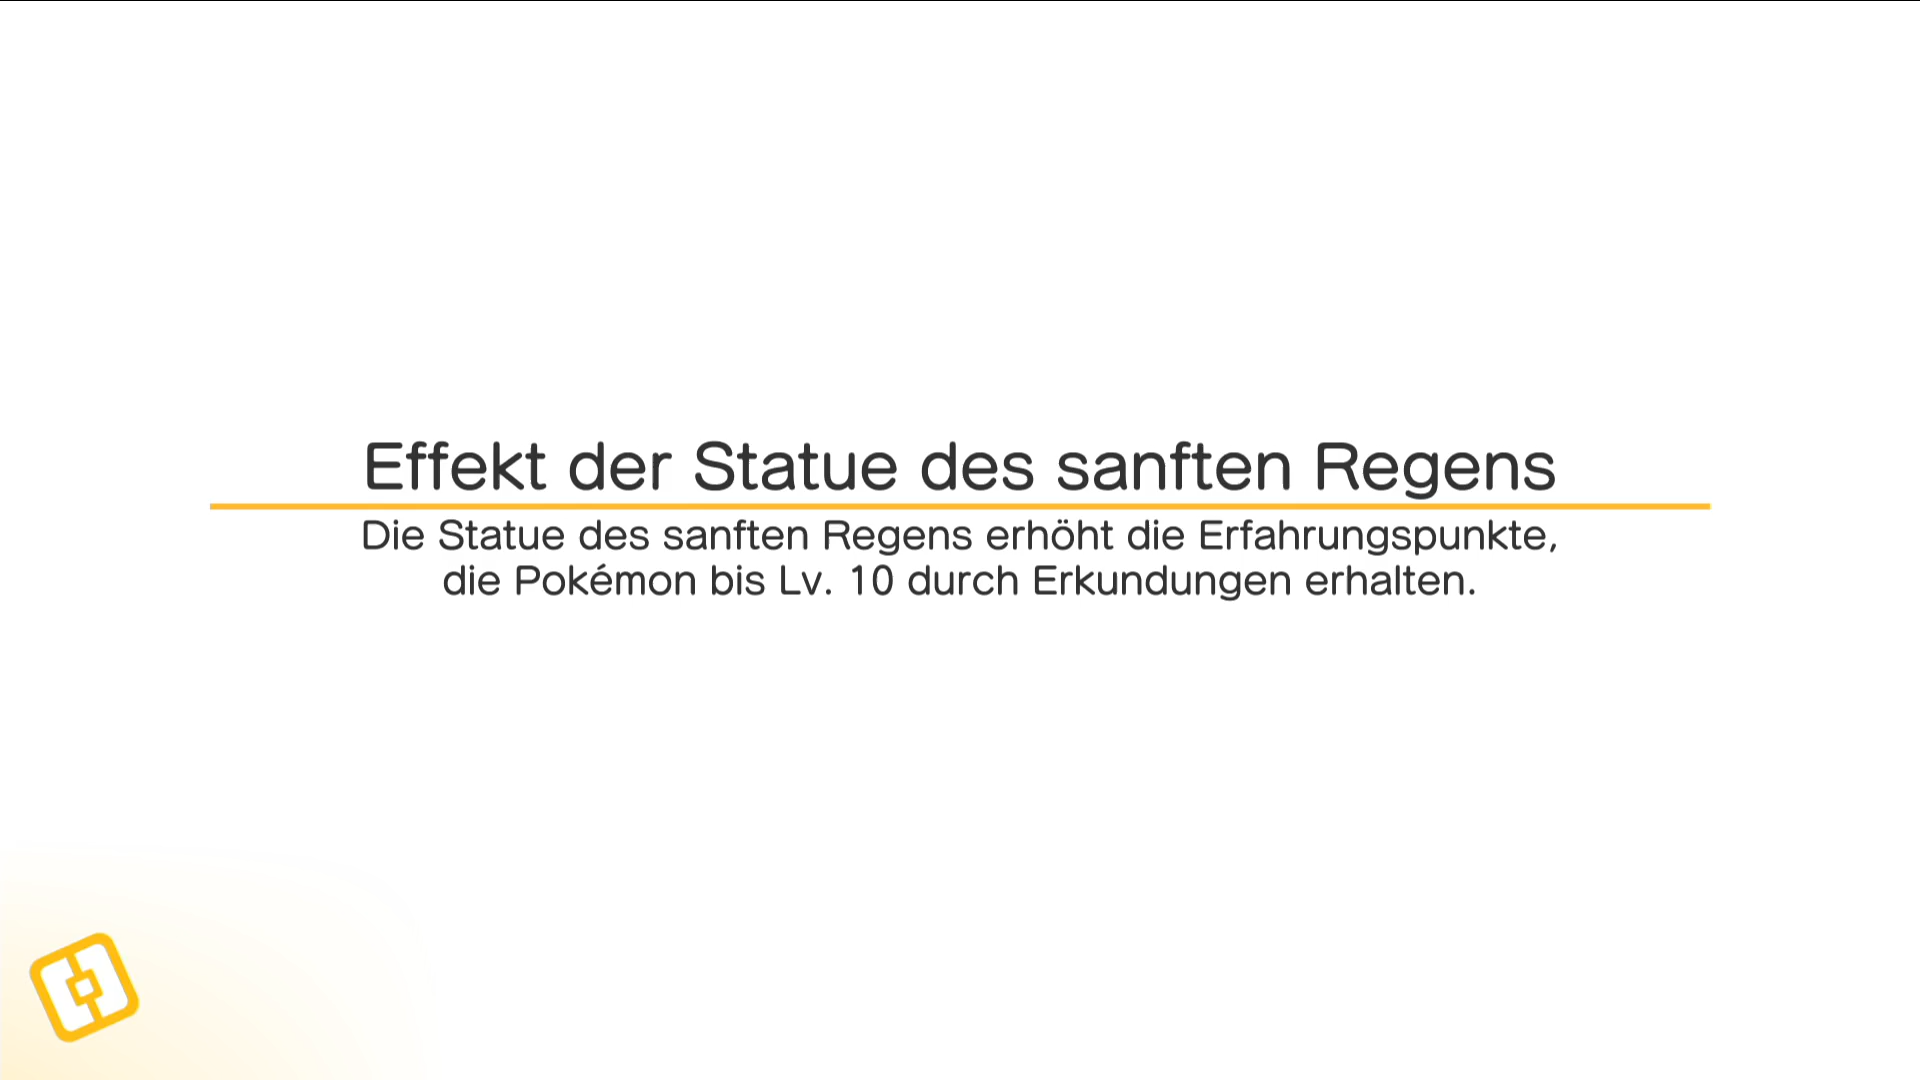 Effekt der Statue des sanften Regens
Die Statue des sanften Regens erhöht die Erfahrungspunkte,
die Pokémon bis Lv. 10 durch Erkundungen erhalten.